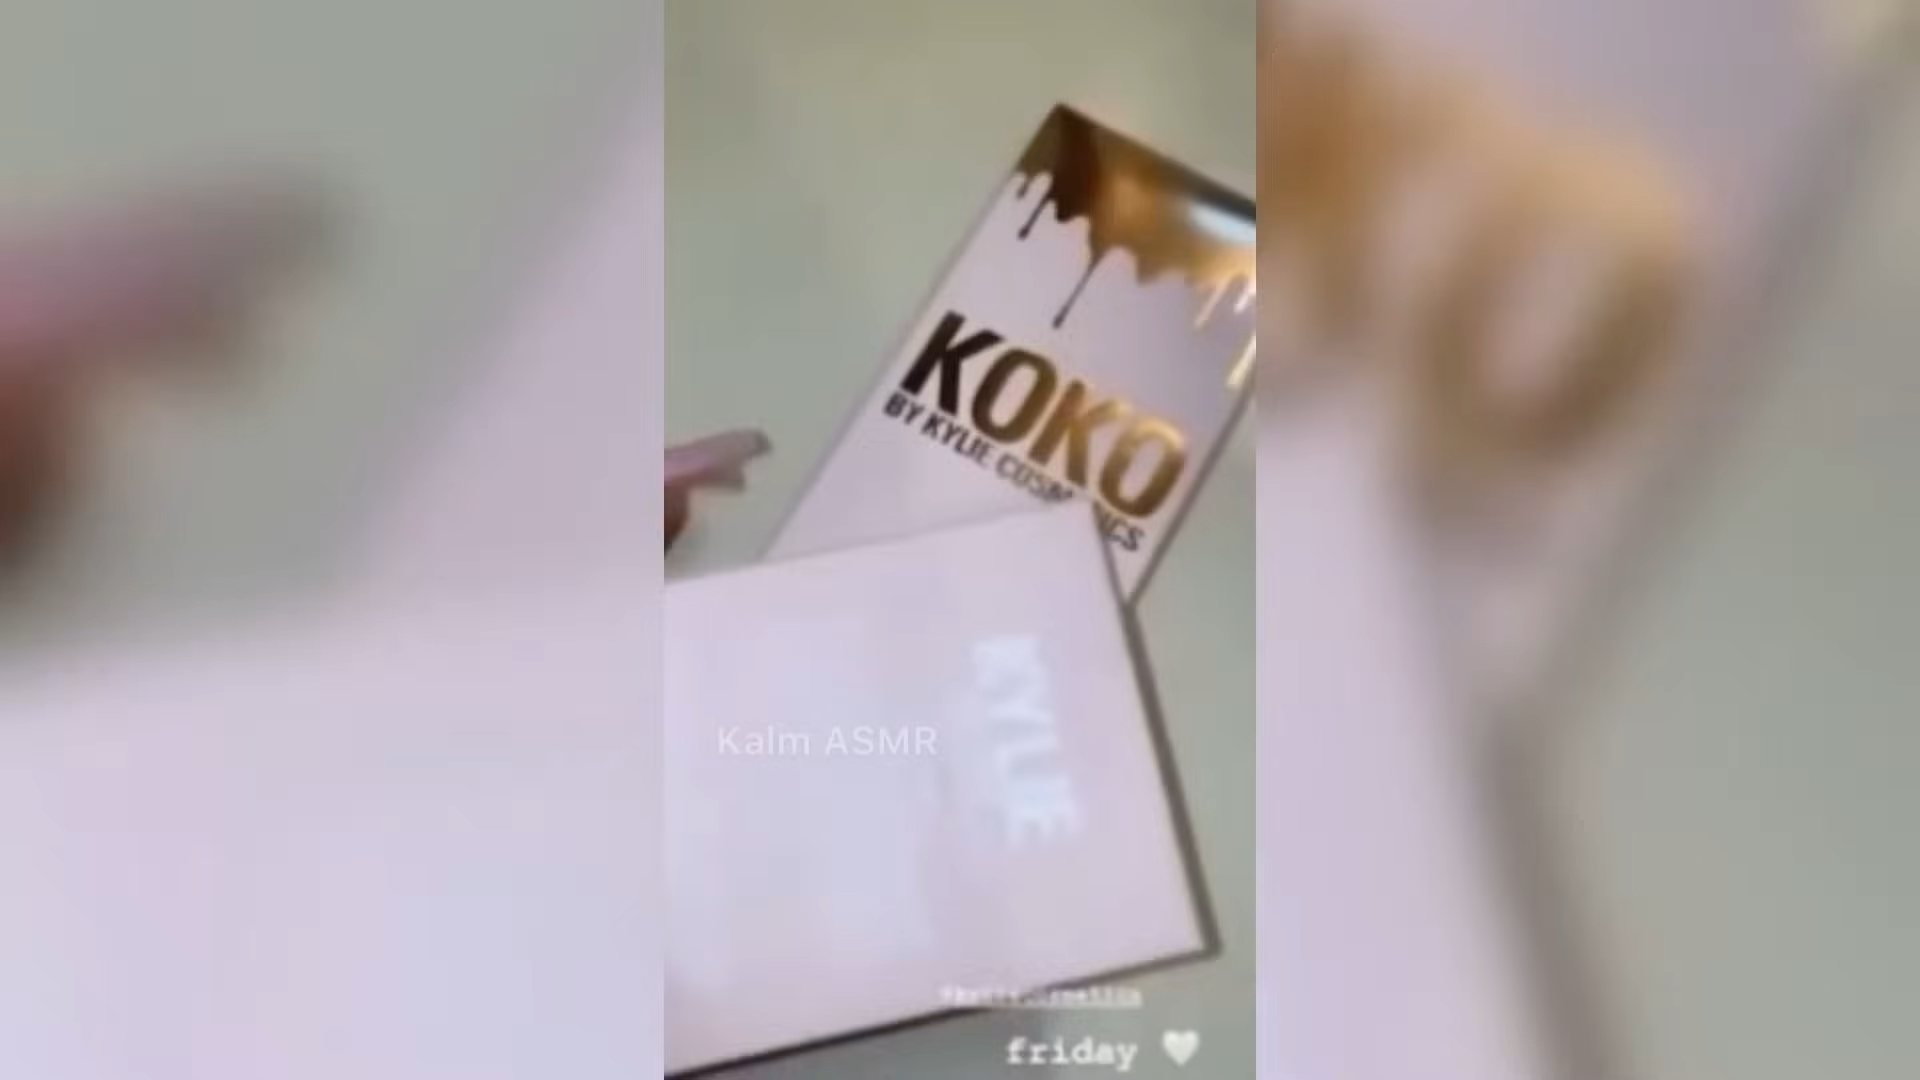 KOKO
BY KYLIE COSMETICS
KYLIE
Kalm ASMR
friday